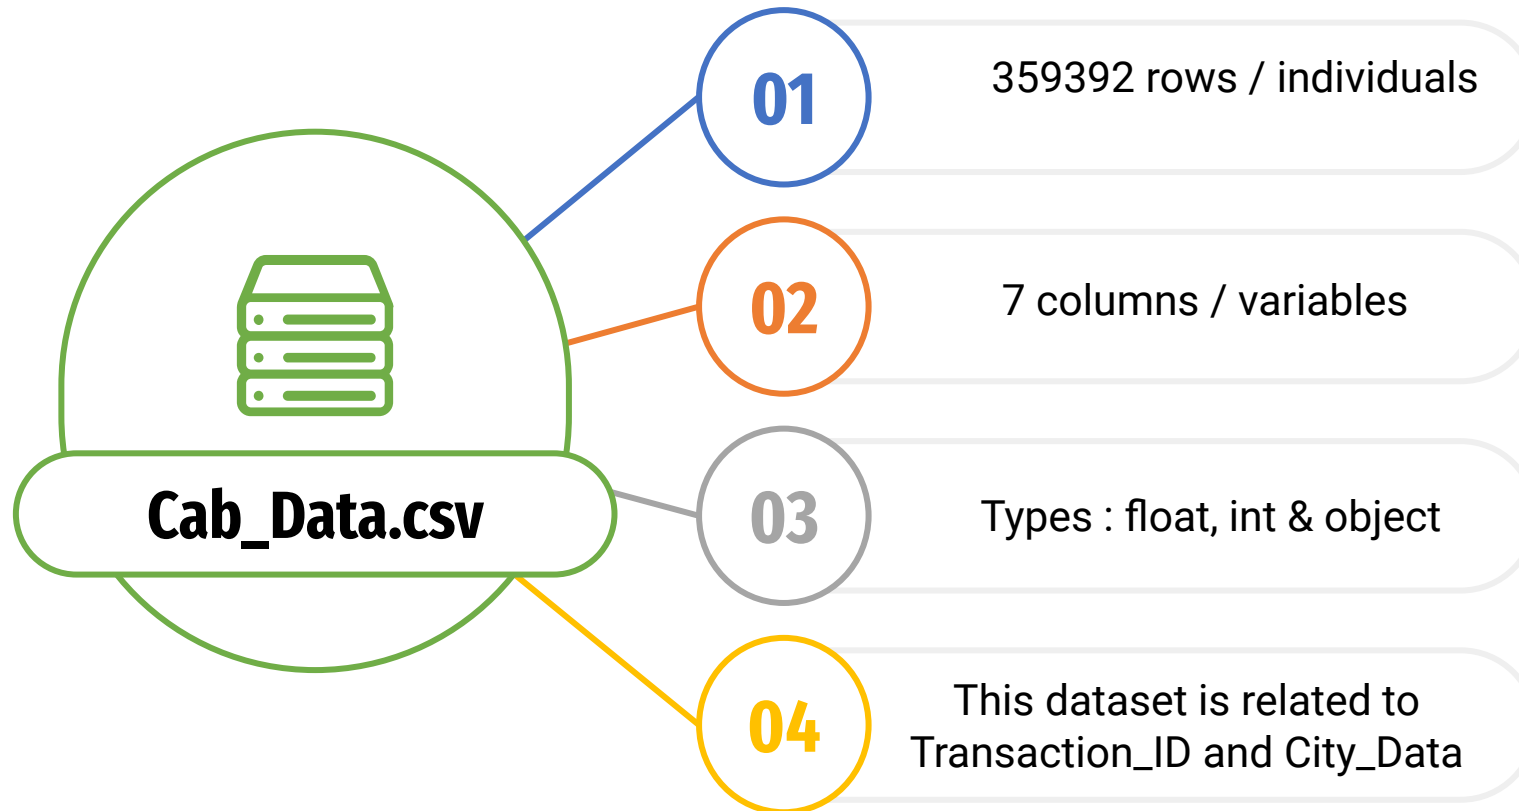 Cab_Data.csv
01
359392 rows / individuals
02
7 columns / variables
03
Types : float, int & object
04
This dataset is related to
Transaction_ID and City_Data